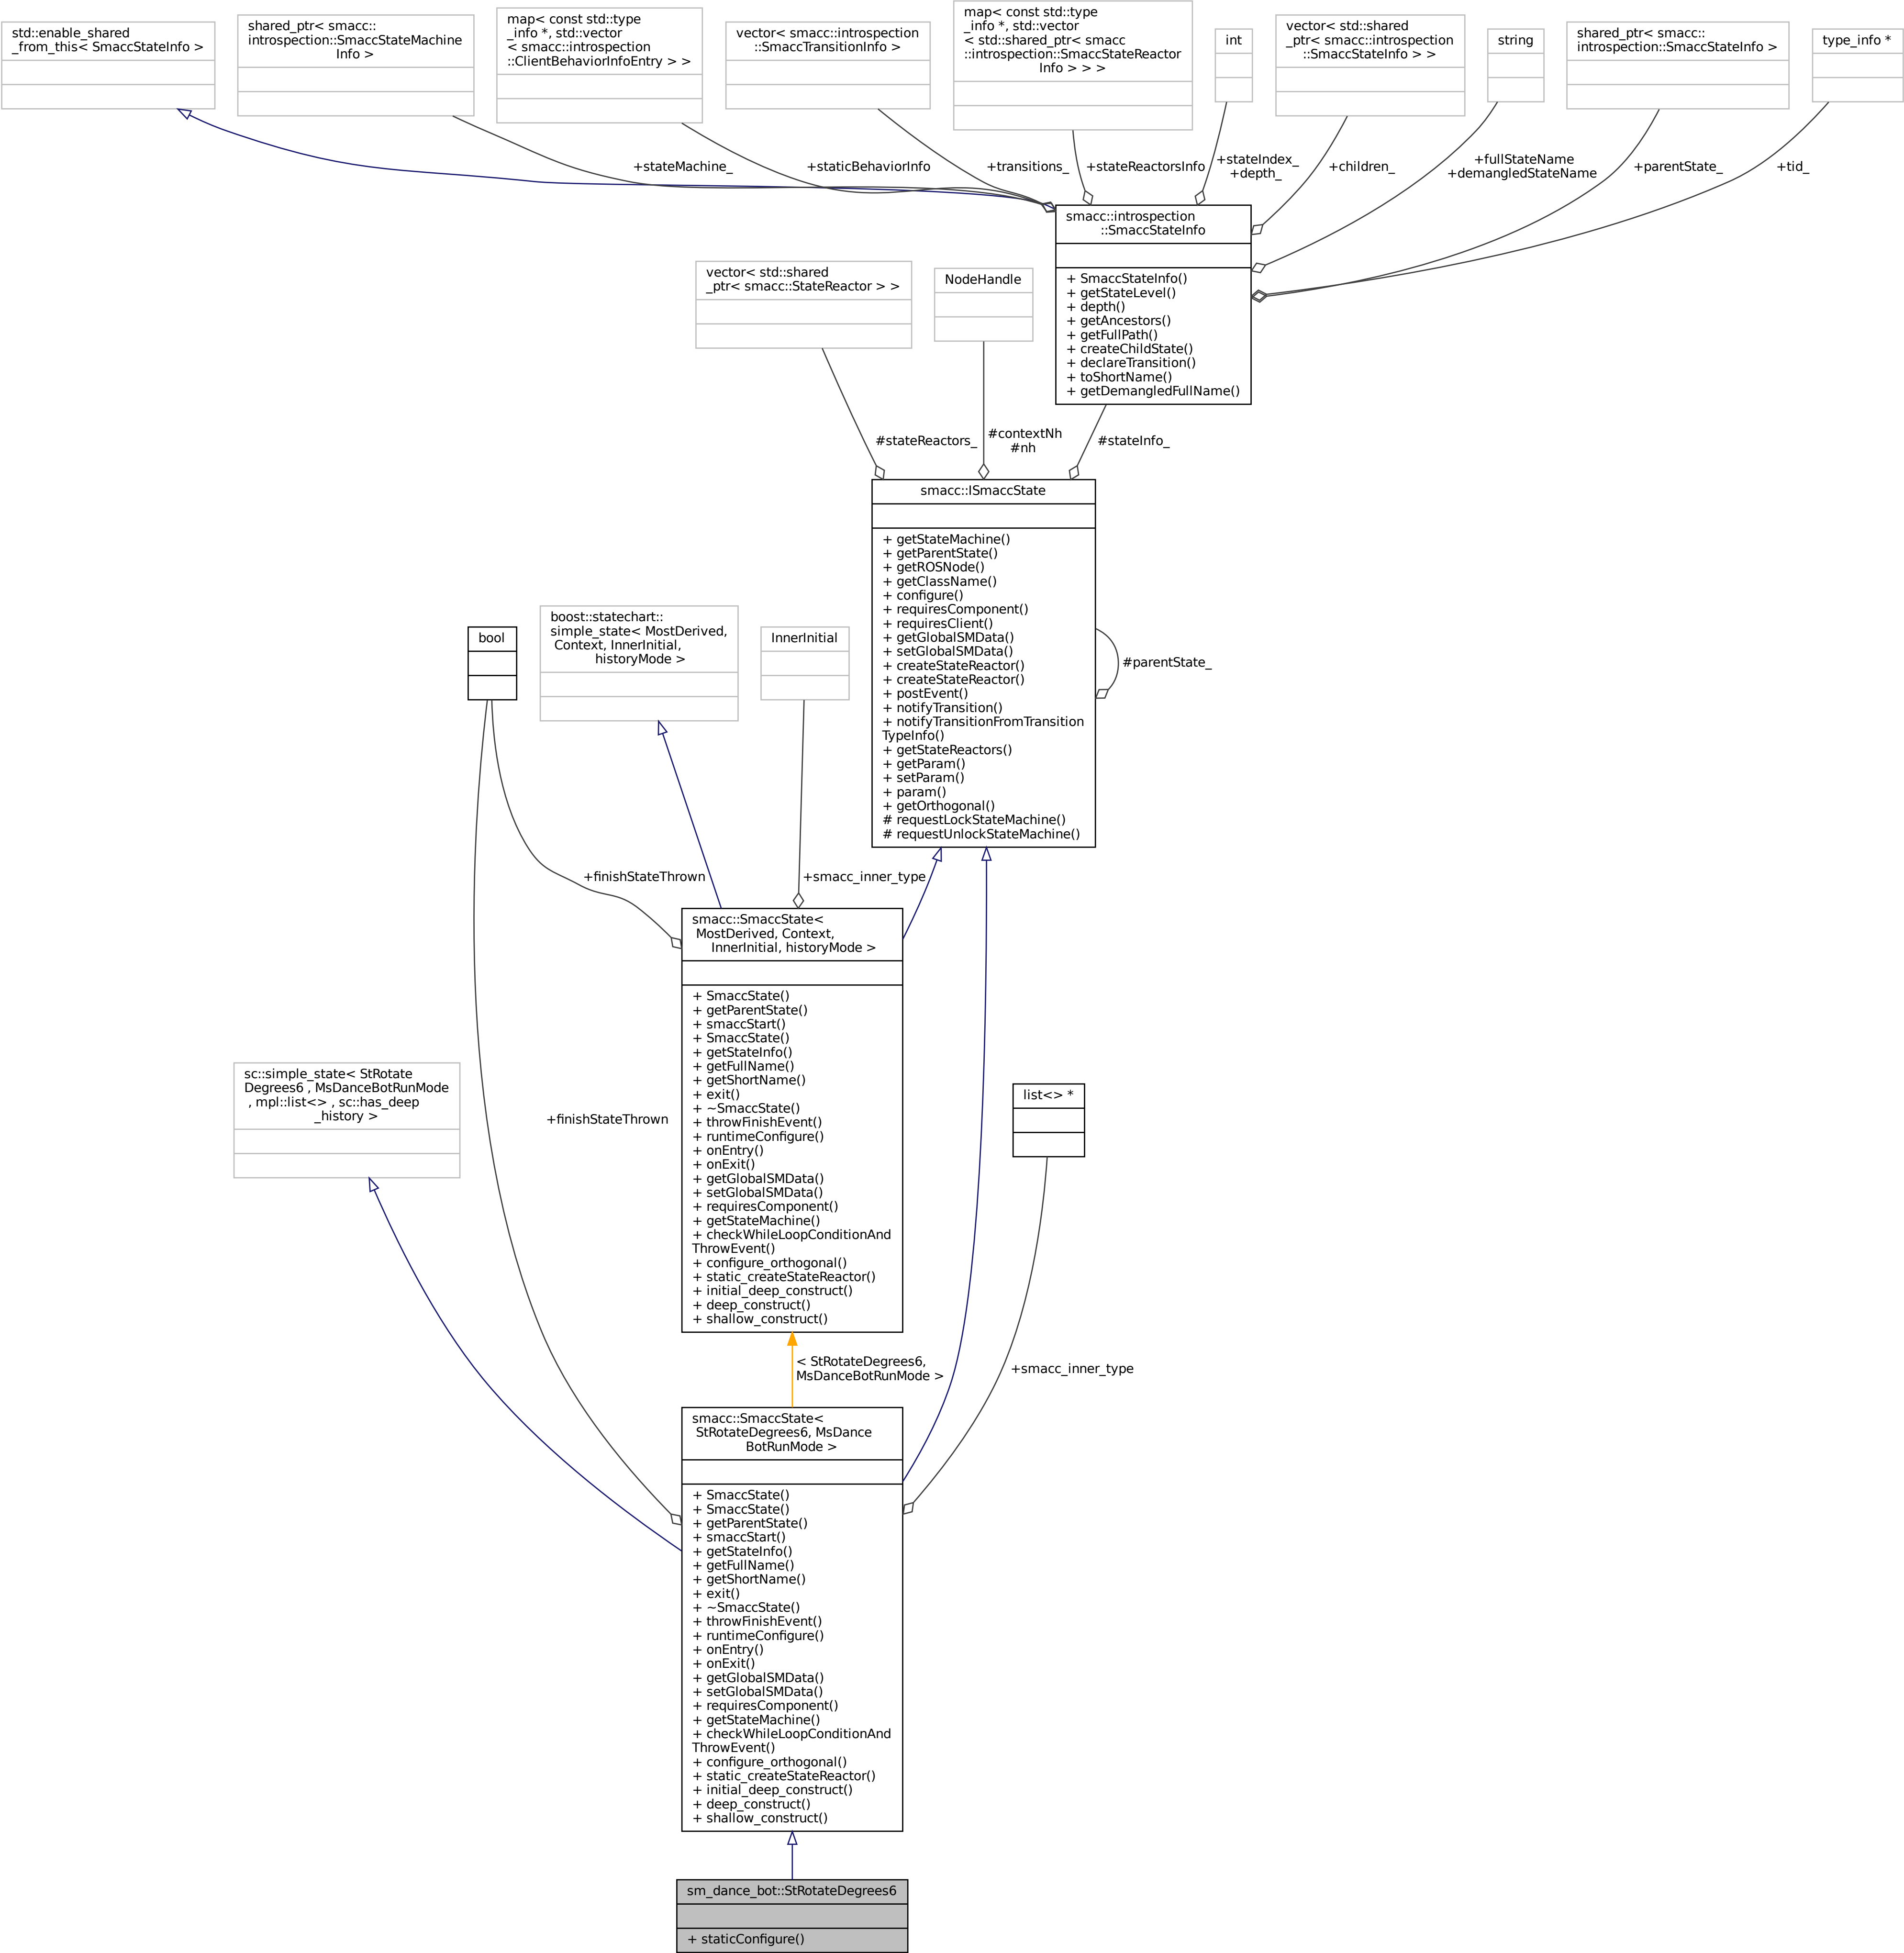 std::enable_shared
_from_this< SmaccStateInfo >
shared_ptr< smacc::
introspection::SmaccStateMachine
Info >
map< const std::type
_info *, std::vector
< smacc::introspection
::ClientBehaviorInfoEntry > >
vector< smacc::introspection
::SmaccTransitionInfo >
map< const std::type
_info *, std::vector
< std::shared_ptr< smacc
::introspection::SmaccStateReactor
Info > > >
int
vector< std::shared
_ptr< smacc::introspection
::SmaccStateInfo > >
string
shared_ptr< smacc::
introspection::SmaccStateInfo >
type_info *
+stateMachine_
+staticBehaviorInfo
+transitions_
+stateReactorsInfo
+stateIndex_
+depth_
+children_
+fullStateName
+demangledStateName
+parentState_
+tid_
smacc::introspection
::SmaccStateInfo
+ SmaccStateInfo()
+ getStateLevel()
+ depth()
+ getAncestors()
+ getFullPath()
+ createChildState()
+ declareTransition()
+ toShortName()
+ getDemangledFullName()
vector< std::shared
_ptr< smacc::StateReactor > >
NodeHandle
#stateReactors_
#contextNh
#nh
#stateInfo_
smacc::ISmaccState
+ getStateMachine()
+ getParentState()
+ getROSNode()
+ getClassName()
+ configure()
+ requiresComponent()
+ requiresClient()
+ getGlobalSMData()
+ setGlobalSMData()
+ createStateReactor()
+ createStateReactor()
+ postEvent()
+ notifyTransition()
+ notifyTransitionFromTransition
TypeInfo()
+ getStateReactors()
+ getParam()
+ setParam()
+ param()
+ getOrthogonal()
# requestLockStateMachine()
# requestUnlockStateMachine()
#parentState_
bool
boost::statechart::
simple_state< MostDerived,
Context, InnerInitial,
historyMode >
InnerInitial
+finishStateThrown
+smacc_inner_type
smacc::SmaccState<
MostDerived, Context,
InnerInitial, historyMode >
+ SmaccState()
+ getParentState()
+ smaccStart()
+ SmaccState()
+ getStateInfo()
+ getFullName()
+ getShortName()
+ exit()
+ ~SmaccState()
+ throwFinishEvent()
+ runtimeConfigure()
+ onEntry()
+ onExit()
+ getGlobalSMData()
+ setGlobalSMData()
+ requiresComponent()
+ getStateMachine()
+ checkWhileLoopConditionAnd
ThrowEvent()
+ configure_orthogonal()
+ static_createStateReactor()
+ initial_deep_construct()
+ deep_construct()
+ shallow_construct()
sc::simple_state< StRotate
Degrees6 , MsDanceBotRunMode
, mpl::list<> , sc::has_deep
_history >
+finishStateThrown
list<> *
< StRotateDegrees6,
MsDanceBotRunMode >
+smacc_inner_type
smacc::SmaccState<
StRotateDegrees6, MsDance
BotRunMode >
+ SmaccState()
+ SmaccState()
+ getParentState()
+ smaccStart()
+ getStateInfo()
+ getFullName()
+ getShortName()
+ exit()
+ ~SmaccState()
+ throwFinishEvent()
+ runtimeConfigure()
+ onEntry()
+ onExit()
+ getGlobalSMData()
+ setGlobalSMData()
+ requiresComponent()
+ getStateMachine()
+ checkWhileLoopConditionAnd
ThrowEvent()
+ configure_orthogonal()
+ static_createStateReactor()
+ initial_deep_construct()
+ deep_construct()
+ shallow_construct()
sm_dance_bot::StRotateDegrees6
+ staticConfigure()